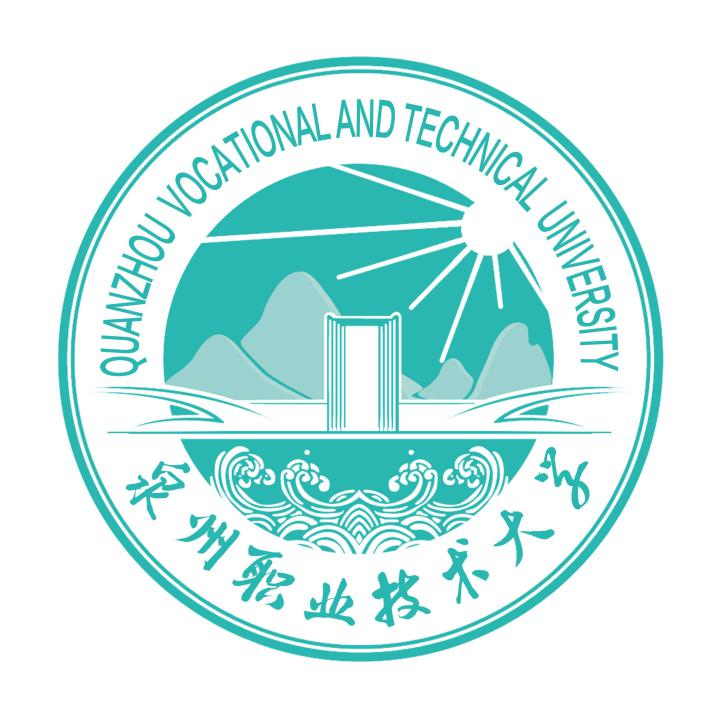 QUANZHOU VOCATIONAL AND TECHNICAL UNIVERSITY
泉州职业技术大学